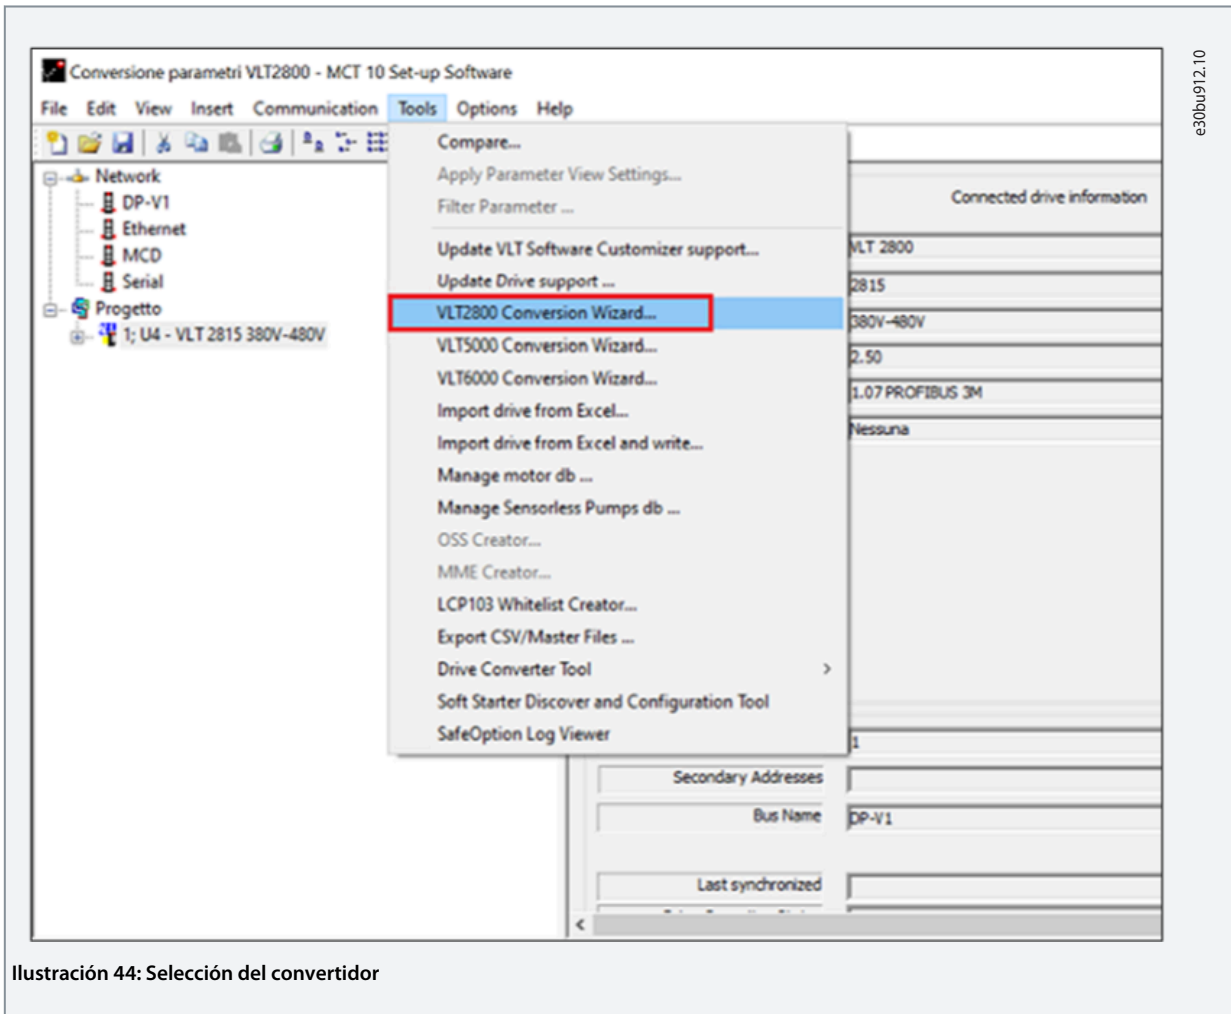 e30bu912.10
Conversione parametri VLT2800 - MCT 10 Set-up Software
File Edit View Insert Communication Tools Options Help
Compare...
Apply Parameter View Settings...
Filter Parameter ...
Update VLT Software Customizer support...
Update Drive support ...
VLT2800 Conversion Wizard...
VLT5000 Conversion Wizard...
VLT6000 Conversion Wizard...
Import drive from Excel...
Import drive from Excel and write...
Manage motor db ...
Manage Sensorless Pumps db ...
OSS Creator...
MME Creator...
LCP103 Whitelist Creator...
Export CSV/Master Files ...
Drive Converter Tool
Soft Starter Discover and Configuration Tool
SafeOption Log Viewer
Network
DP-V1
Ethernet
MCD
Serial
Progetto
1; U4 - VLT 2815 380V-480V
Connected drive information
VLT 2800
2815
380V-480V
2.50
1.07 PROFIBUS 3M
Nessuna
1
Secondary Addresses
Bus Name DP-V1
Last synchronized
Ilustración 44: Selección del convertidor